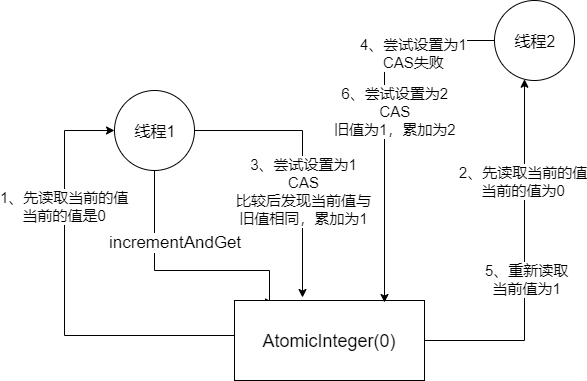 4、尝试设置为1
CAS失败
线程2
6、尝试设置为2
CAS
旧值为1，累加为2
线程1
3、尝试设置为1
CAS
比较后发现当前值与
旧值相同，累加为1
2、先读取当前的值
当前的值为0
1、先读取当前的值
当前的值是0
incrementAndGet
5、重新读取
当前值为1
AtomicInteger(0)